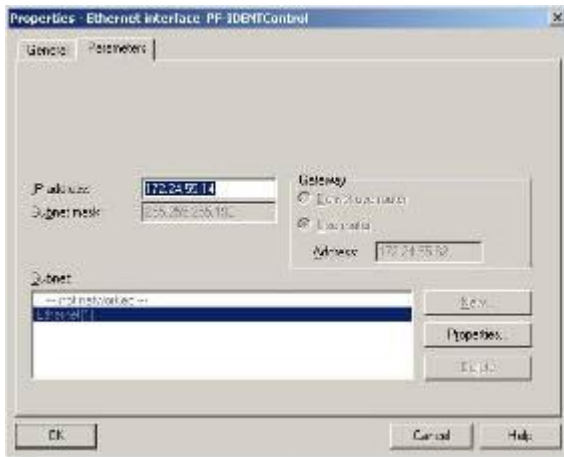 Properties - Ethernet interface PF-IDENTControl
General Parameters
IP address: 172.24.55.14
Subnet mask: 255.255.255.192
Gateway
Do not use router
Use router
Address: 172.24.55.62
Subnet:
--- not networked ---
Ethernet(1)
New...
Properties...
Delete
OK Cancel Help